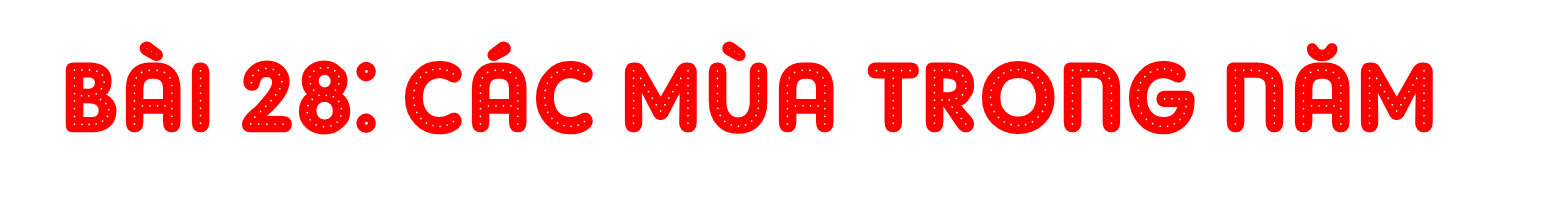 BÀI 28: CÁC MÙA TRONG NĂM